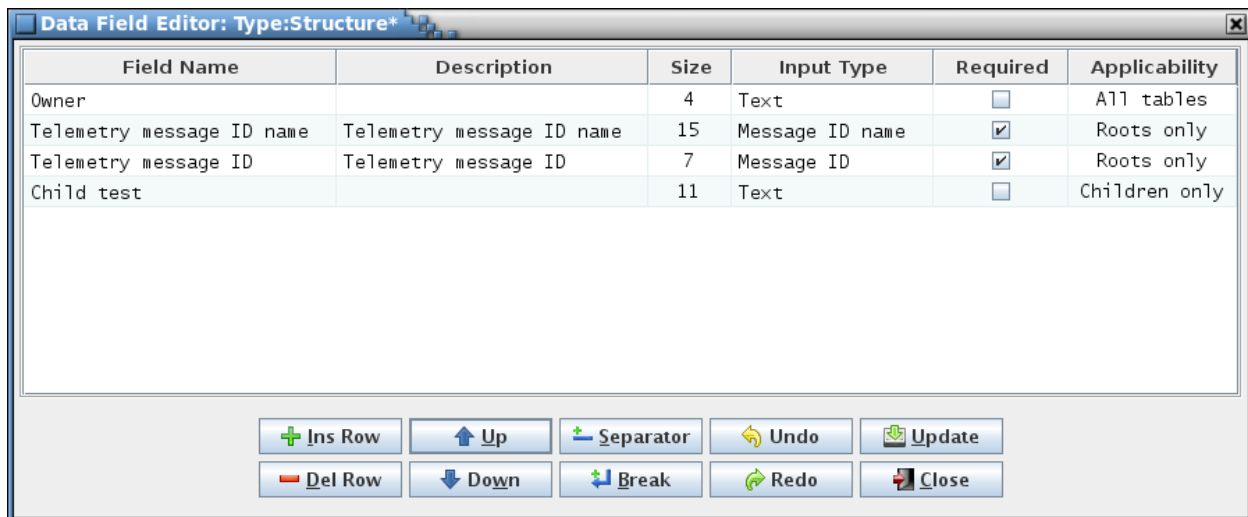 Data Field Editor: Type:Structure*
Field Name Description Size Input Type Required Applicability
Owner 4 Text All tables
Telemetry message ID name Telemetry message ID name 15 Message ID name Roots only
Telemetry message ID Telemetry message ID 7 Message ID Roots only
Child test 11 Text Children only
Ins Row Up Separator Undo Update
Del Row Down Break Redo Close